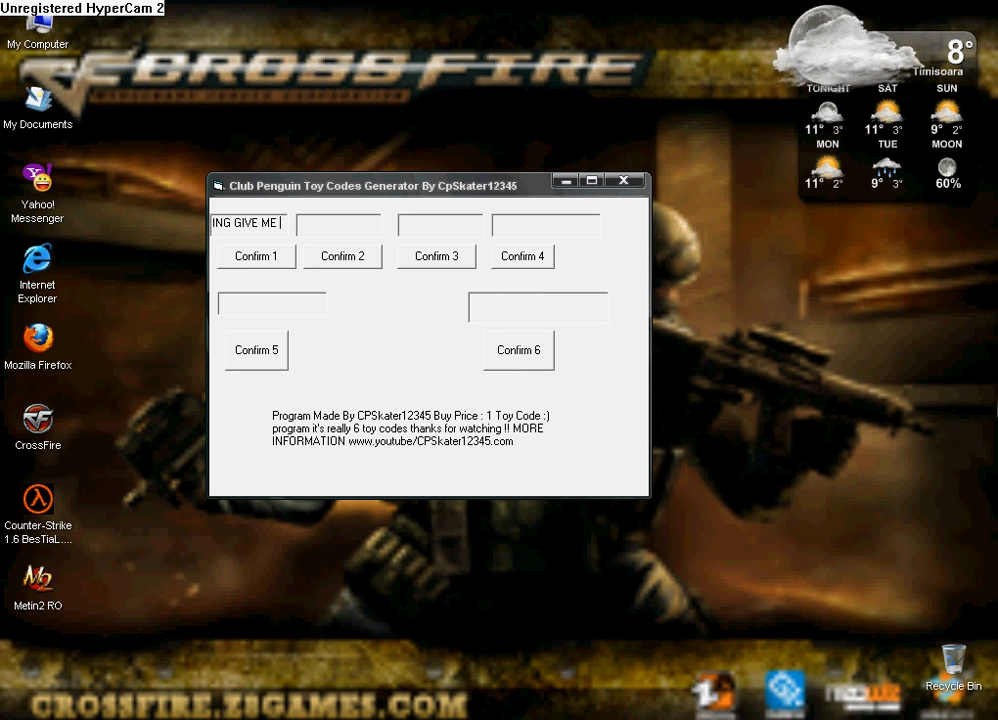 Unregistered HyperCam 2
My Computer
CROSSFIRE
My Documents
8°
Timisoara
TONIGHT SAT SUN
11° 3° 11° 3° 9° 2°
MON TUE MOON
11° 2° 9° 3° 60%
Yahoo!
Messenger
Club Penguin Toy Codes Generator By CpSkater12345
ING GIVE ME
Confirm 1 Confirm 2 Confirm 3 Confirm 4
Internet
Explorer
Mozilla Firefox
Confirm 5 Confirm 6
CrossFire
Program Made By CPSkater12345 Buy Price : 1 Toy Code :)
program it's really 6 toy codes thanks for watching !! MORE
INFORMATION www.youtube/CPSkater12345.com
Counter-Strike
1.6 BesTiaL....
Metin2 RO
Recycle Bin
CROSSFIRE.Z8GAMES.COM